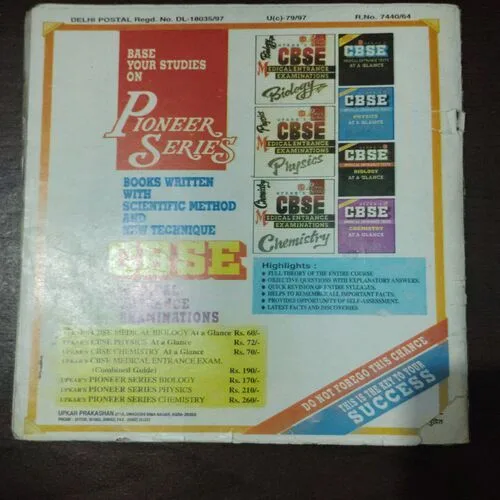 DELHI POSTAL Regd. No. DL-18035/97 U(c)-79/97 R.No. 7440/64
BASE
YOUR STUDIES
ON
PIONEER
SERIES
BOOKS WRITTEN
WITH
SCIENTIFIC METHOD
AND
NEW TECHNIQUE
CBSE
EXAMINATIONS
Biology
CBSE
MEDICAL ENTRANCE
EXAMINATIONS
Biology
CBSE
AT A GLANCE
Physics
CBSE
MEDICAL ENTRANCE
EXAMINATIONS
Physics
CBSE
PHYSICS
AT A GLANCE
Chemistry
CBSE
MEDICAL ENTRANCE
EXAMINATIONS
Chemistry
CBSE
BIOLOGY
AT A GLANCE
CBSE
CHEMISTRY
AT A GLANCE
Highlights :
FULL THEORY OF THE ENTIRE COURSE.
OBJECTIVE QUESTIONS WITH EXPLANATORY ANSWERS.
QUICK REVISION OF ENTIRE SYLLABUS.
HELPS TO REMEMBER ALL IMPORTANT FACTS.
PROVIDES OPPORTUNITY OF SELF-ASSESSMENT.
LATEST FACTS AND DISCOVERIES.
UPKAR'S CBSE MEDICAL BIOLOGY At a Glance Rs. 60/-
UPKAR'S CBSE PHYSICS At a Glance Rs. 72/-
UPKAR'S CBSE CHEMISTRY At a Glance Rs. 70/-
UPKAR'S CBSE MEDICAL ENTRANCE EXAM.
(Combined Guide) Rs. 190/-
UPKAR'S PIONEER SERIES BIOLOGY Rs. 170/-
UPKAR'S PIONEER SERIES PHYSICS Rs. 210/-
UPKAR'S PIONEER SERIES CHEMISTRY Rs. 260/-
UPKAR PRAKASHAN
DO NOT FOREGO THIS CHANCE
THIS IS THE KEY TO YOUR
SUCCESS